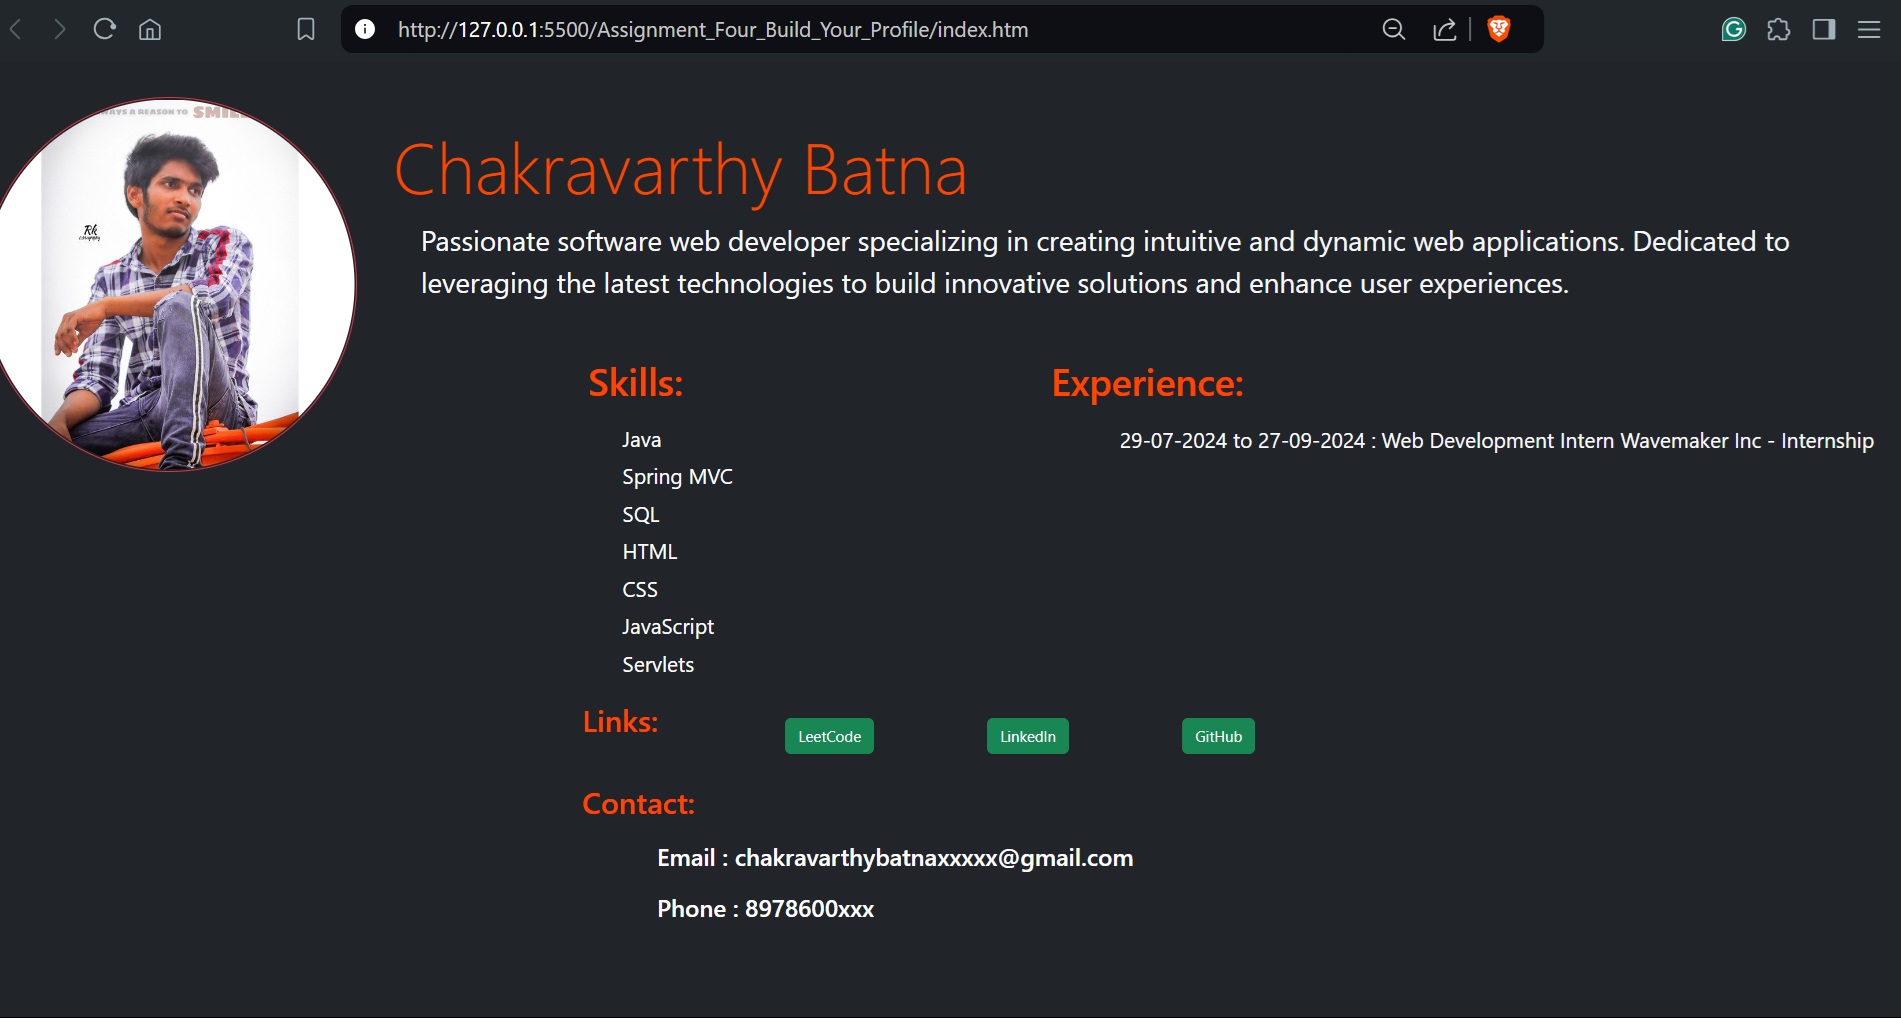 http://127.0.0.1:5500/Assignment_Four_Build_Your_Profile/index.htm
A REASON TO
Rk
Chakravarthy Batna
Passionate software web developer specializing in creating intuitive and dynamic web applications. Dedicated to
leveraging the latest technologies to build innovative solutions and enhance user experiences.
Skills:
Experience:
Java
29-07-2024 to 27-09-2024 : Web Development Intern Wavemaker Inc - Internship
Spring MVC
SQL
HTML
CSS
JavaScript
Servlets
Links:
LeetCode
LinkedIn
GitHub
Contact:
Email : chakravarthybatnaxxxxx@gmail.com
Phone : 8978600xxx